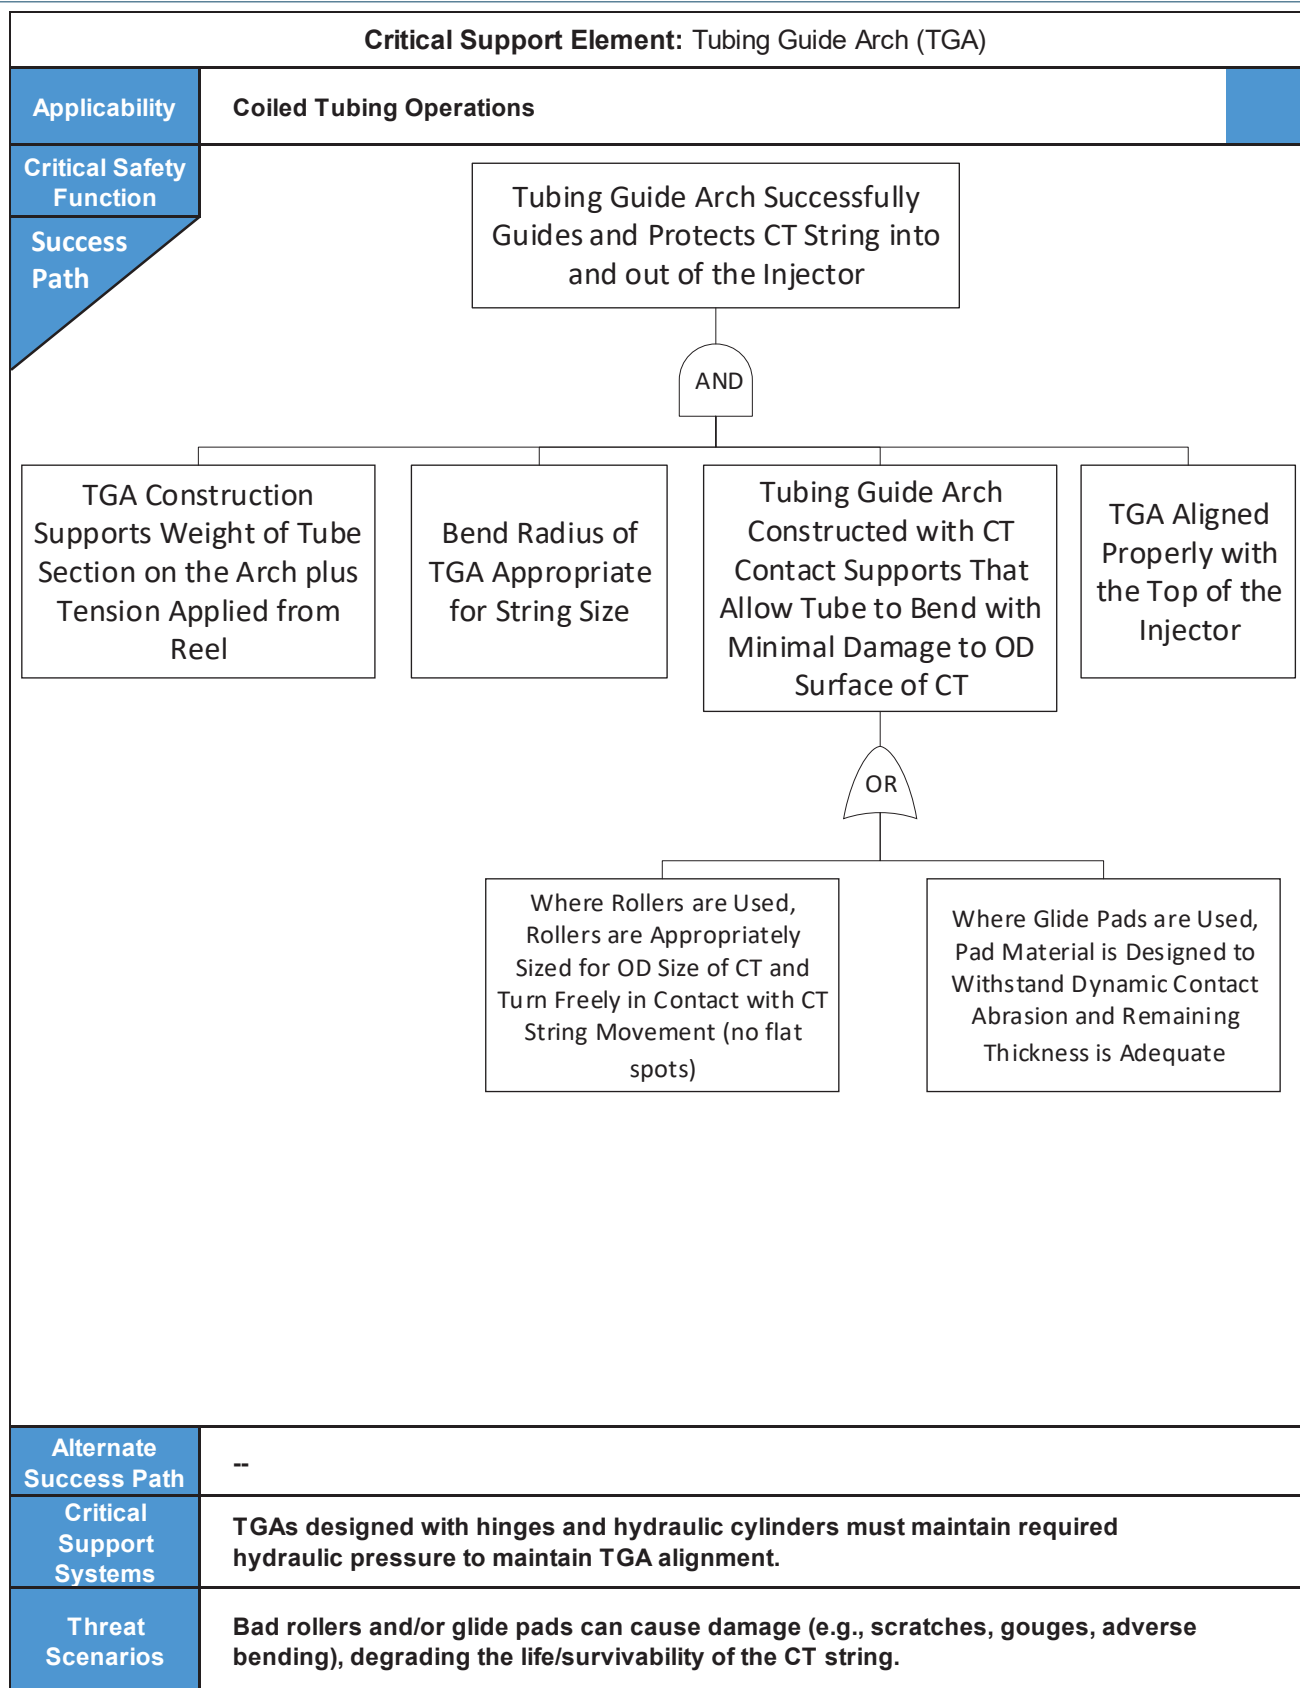 Critical Support Element: Tubing Guide Arch (TGA)
Applicability
Coiled Tubing Operations
Critical Safety
Function
Success
Path
Tubing Guide Arch Successfully
Guides and Protects CT String into
and out of the Injector
AND
TGA Construction
Supports Weight of Tube
Section on the Arch plus
Tension Applied from
Reel
Bend Radius of
TGA Appropriate
for String Size
Tubing Guide Arch
Constructed with CT
Contact Supports That
Allow Tube to Bend with
Minimal Damage to OD
Surface of CT
TGA Aligned
Properly with
the Top of the
Injector
OR
Where Rollers are Used,
Rollers are Appropriately
Sized for OD Size of CT and
Turn Freely in Contact with CT
String Movement (no flat
spots)
Where Glide Pads are Used,
Pad Material is Designed to
Withstand Dynamic Contact
Abrasion and Remaining
Thickness is Adequate
Alternate
Success Path
--
Critical
Support
Systems
TGAs designed with hinges and hydraulic cylinders must maintain required
hydraulic pressure to maintain TGA alignment.
Threat
Scenarios
Bad rollers and/or glide pads can cause damage (e.g., scratches, gouges, adverse
bending), degrading the life/survivability of the CT string.